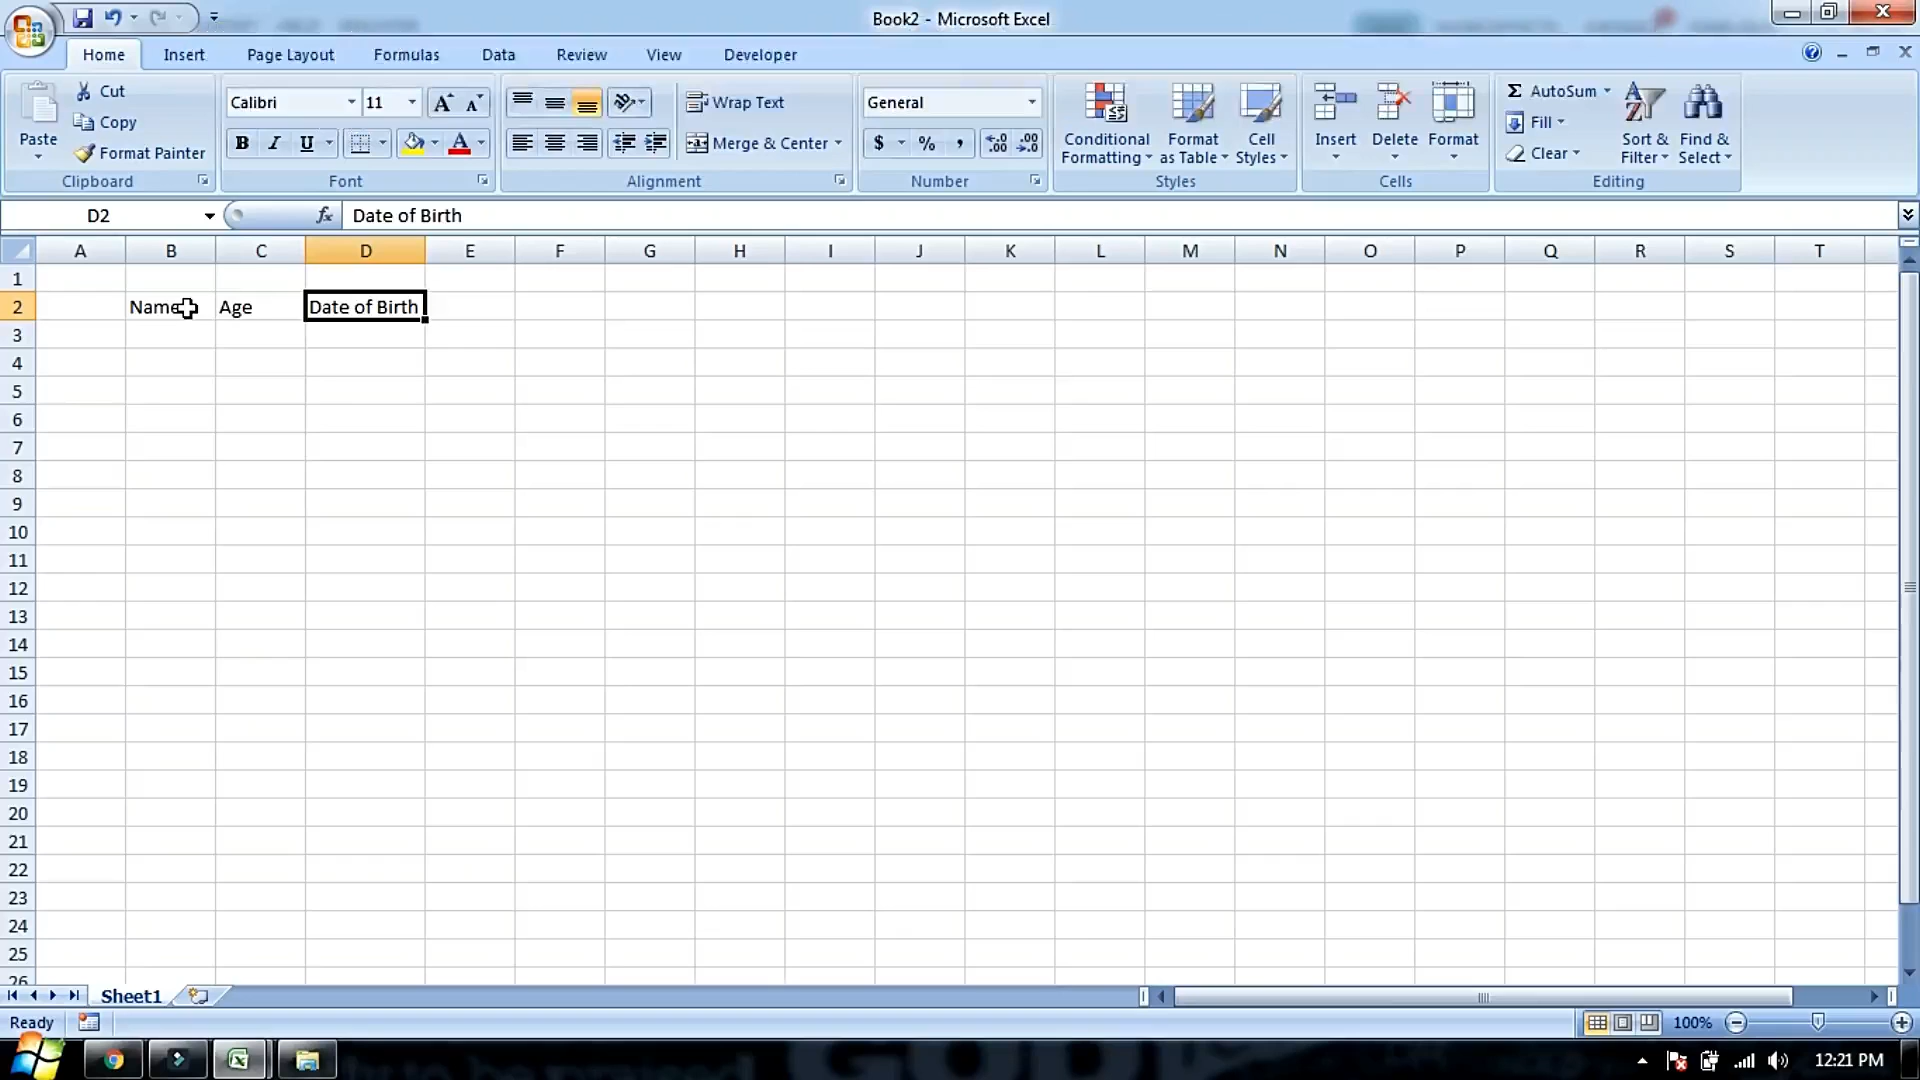 Book2 - Microsoft Excel
Home Insert Page Layout Formulas Data Review View Developer
Paste
Cut
Copy
Format Painter
Clipboard
Calibri 11
B I U
Font
Wrap Text
Merge & Center
Alignment
General
$ % ,
Number
Conditional Formatting
Format as Table
Cell Styles
Styles
Insert
Delete
Format
Cells
Σ AutoSum
Fill
Clear
Sort & Filter
Find & Select
Editing
D2 fx Date of Birth
A B C D E F G H I J K L M N O P Q R S T
1
2 Name Age Date of Birth
3
4
5
6
7
8
9
10
11
12
13
14
15
16
17
18
19
20
21
22
23
24
25
26
Sheet1
Ready 100%
12:21 PM